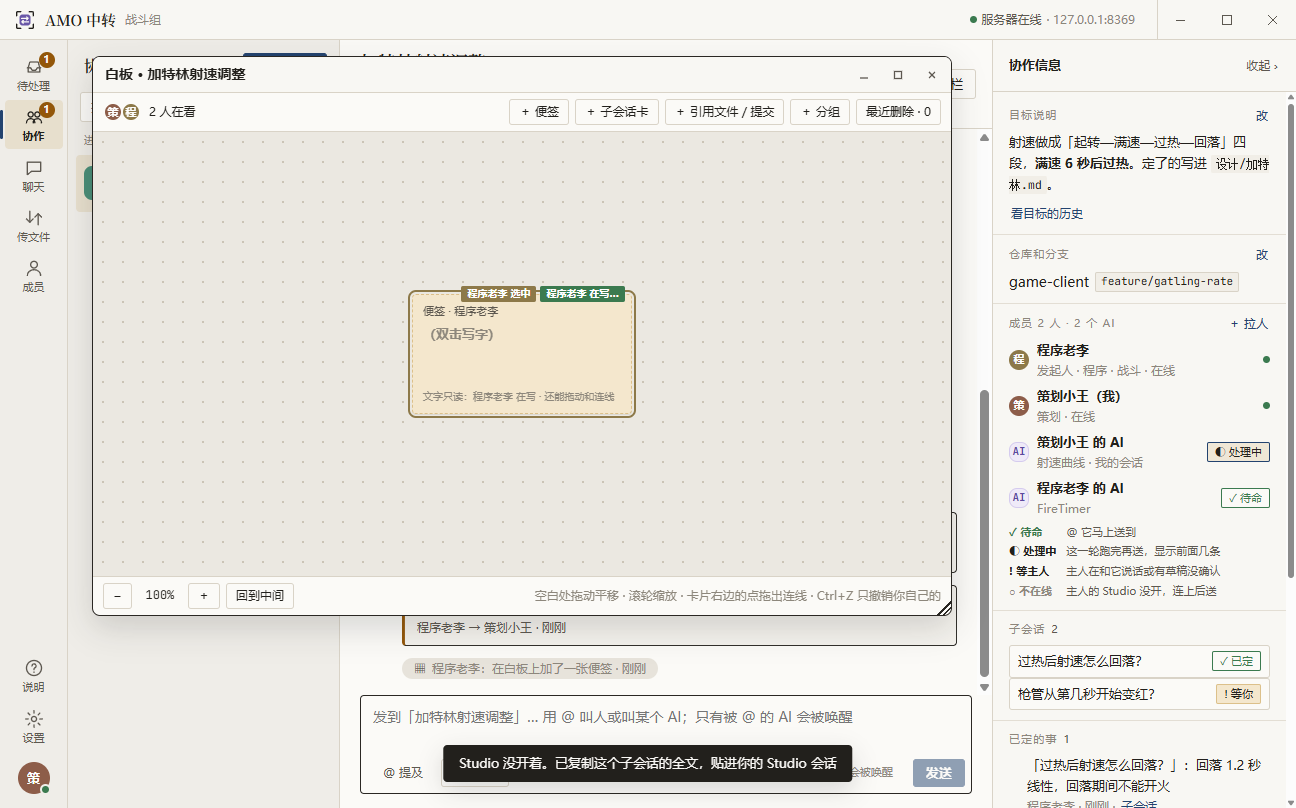 AMO 中转 战斗组
服务器在线 · 127.0.0.1:8369
待处理 1
协作 1
聊天
传文件
成员
说明
设置
策
白板 • 加特林射速调整
策 程 2 人在看
+ 便签
+ 子会话卡
+ 引用文件 / 提交
+ 分组
最近删除 · 0
程序老李 选中
程序老李 在写…
便签 · 程序老李
(双击写字)
文字只读：程序老李 在写 · 还能拖动和连线
−
100%
+
回到中间
空白处拖动平移 · 滚轮缩放 · 卡片右边的点拖出连线 · Ctrl+Z 只撤销你自己的
程序老李 → 策划小王 · 刚刚
程序老李：在白板上加了一张便签 · 刚刚
发到「加特林射速调整」… 用 @ 叫人或叫某个 AI；只有被 @ 的 AI 会被唤醒
@ 提及
会被唤醒
发送
Studio 没开着。已复制这个子会话的全文，贴进你的 Studio 会话
协作信息
收起 ›
目标说明
改
射速做成「起转—满速—过热—回落」四
段，满速 6 秒后过热。定了的写进 设计/加特
林.md 。
看目标的历史
仓库和分支
改
game-client feature/gatling-rate
成员 2 人 · 2 个 AI
+ 拉人
程 程序老李
发起人 · 程序 · 战斗 · 在线
策 策划小王（我）
策划 · 在线
AI 策划小王 的 AI
射速曲线 · 我的会话
处理中
AI 程序老李 的 AI
FireTimer
✓ 待命
✓ 待命 @ 它马上送到
◐ 处理中 这一轮跑完再送，显示前面几条
! 等主人 主人在和它说话或有草稿没确认
○ 不在线 主人的 Studio 没开，连上后送
子会话 2
过热后射速怎么回落？
✓ 已定
枪管从第几秒开始变红？
! 等你
已定的事 1
「过热后射速怎么回落？」：回落 1.2 秒
线性，回落期间不能开火
程序老李 · 刚刚 · 子会话